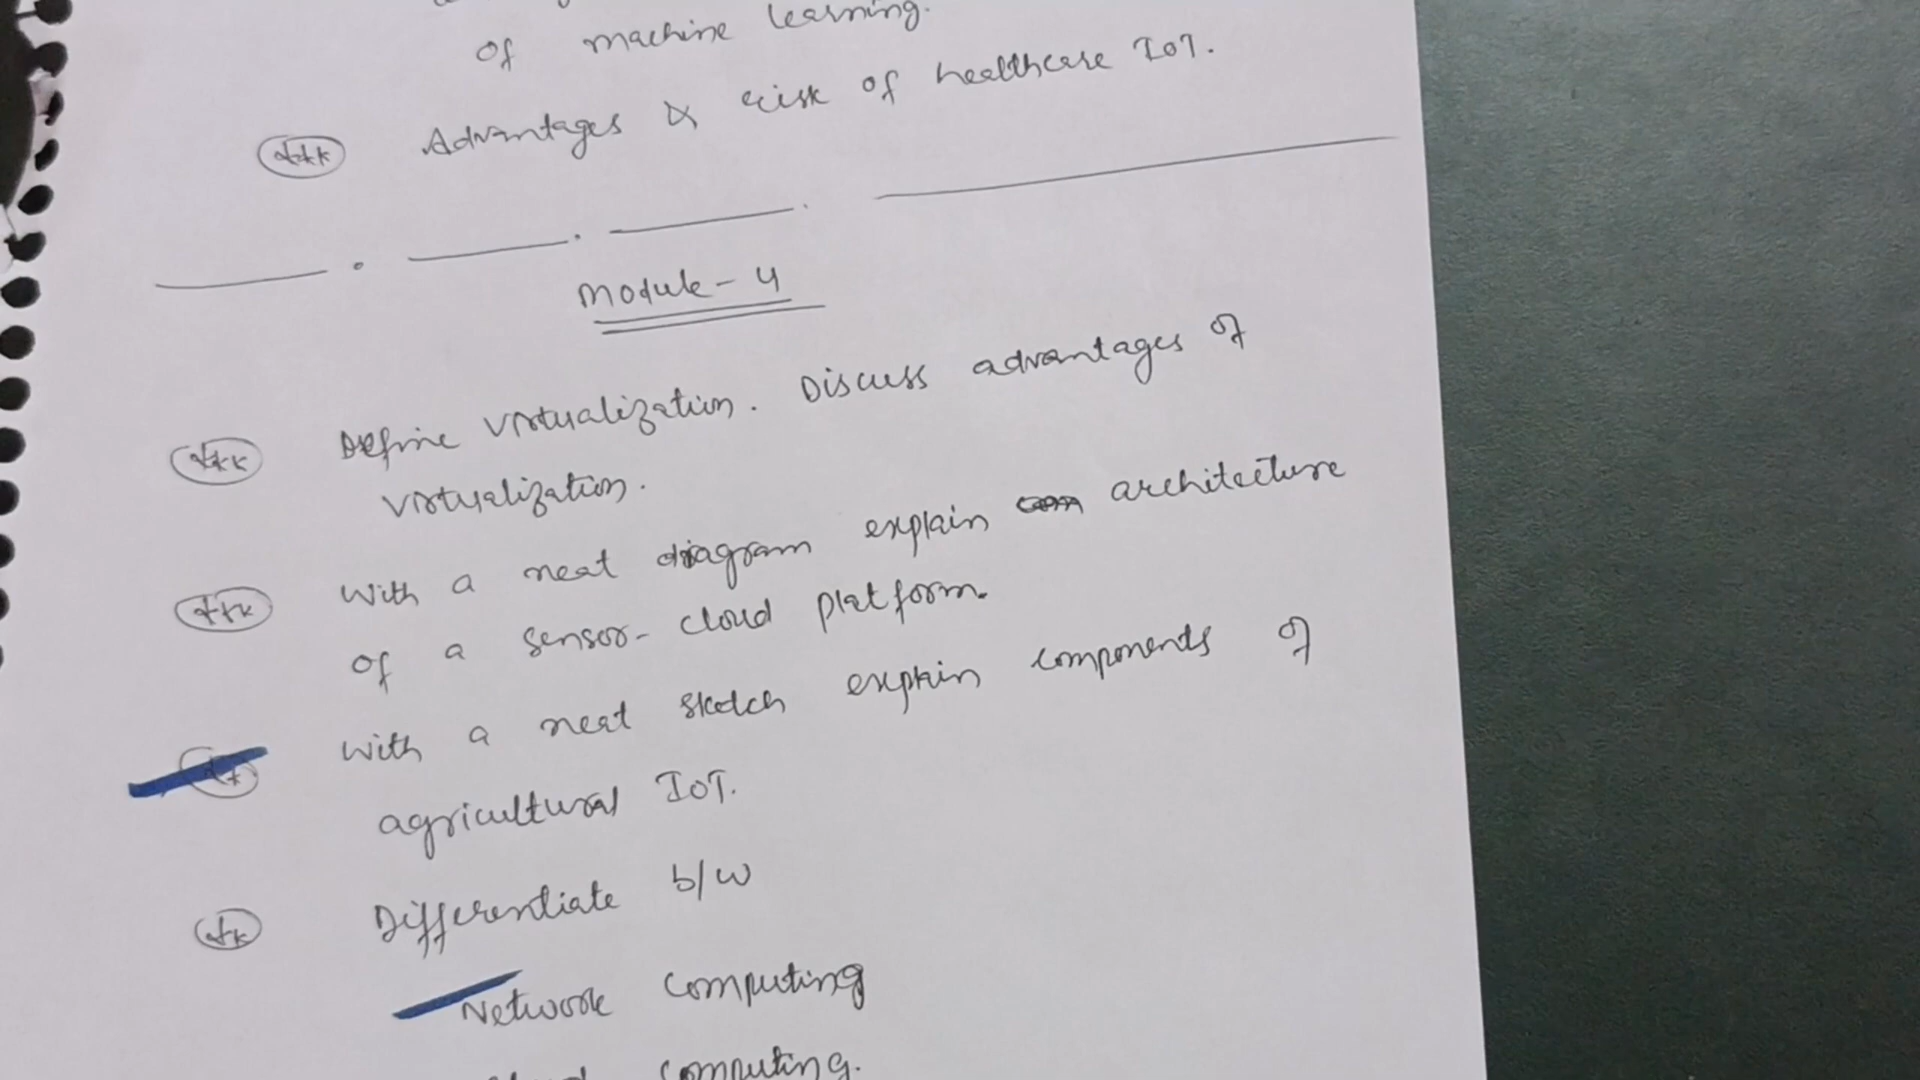 of machine learning.
*** Advantages & risk of healthcare IoT.
Module - 4
*** Define virtualization. Discuss advantages of
virtualization.
*** With a neat diagram explain architecture
of a sensor-cloud platform.
** With a neat sketch explain components of
agricultural IoT.
** Differentiate b/w
Network computing
computing.